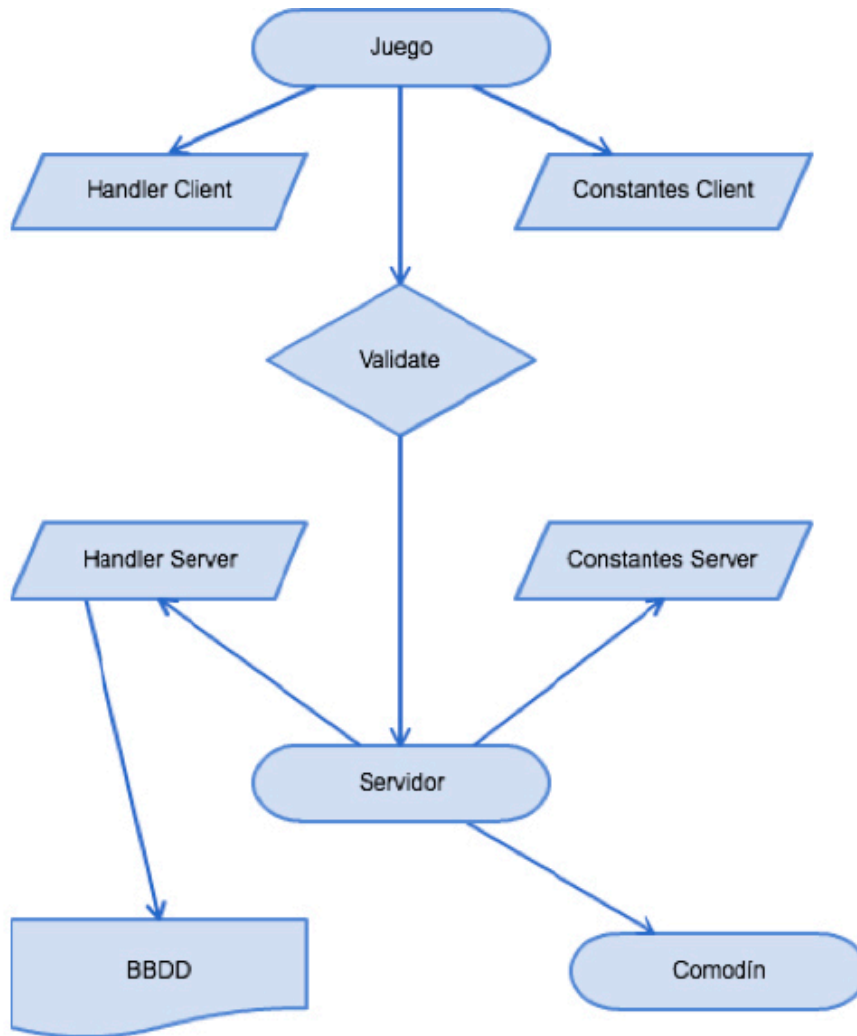 Juego
Handler Client
Constantes Client
Validate
Handler Server
Constantes Server
Servidor
BBDD
Comodín